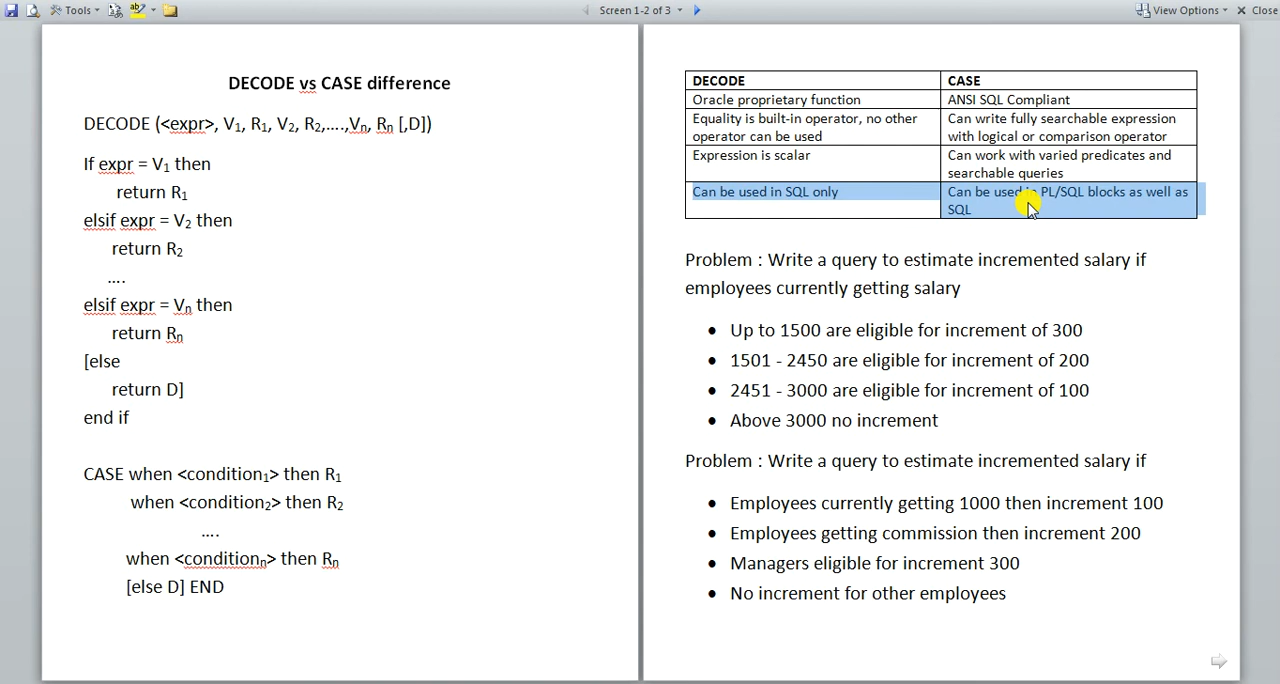 Tools
Screen 1-2 of 3
View Options
Close
DECODE vs CASE difference
DECODE (<expr>, V₁, R₁, V₂, R₂,....,Vₙ, Rₙ [,D])
If expr = V₁ then
return R₁
elsif expr = V₂ then
return R₂
....
elsif expr = Vₙ then
return Rₙ
[else
return D]
end if
CASE when <condition₁> then R₁
when <condition₂> then R₂
....
when <conditionₙ> then Rₙ
[else D] END
DECODE CASE
Oracle proprietary function ANSI SQL Compliant
Equality is built-in operator, no other Can write fully searchable expression
operator can be used with logical or comparison operator
Expression is scalar Can work with varied predicates and
searchable queries
Can be used in SQL only Can be used in PL/SQL blocks as well as
SQL
Problem : Write a query to estimate incremented salary if
employees currently getting salary
• Up to 1500 are eligible for increment of 300
• 1501 - 2450 are eligible for increment of 200
• 2451 - 3000 are eligible for increment of 100
• Above 3000 no increment
Problem : Write a query to estimate incremented salary if
• Employees currently getting 1000 then increment 100
• Employees getting commission then increment 200
• Managers eligible for increment 300
• No increment for other employees